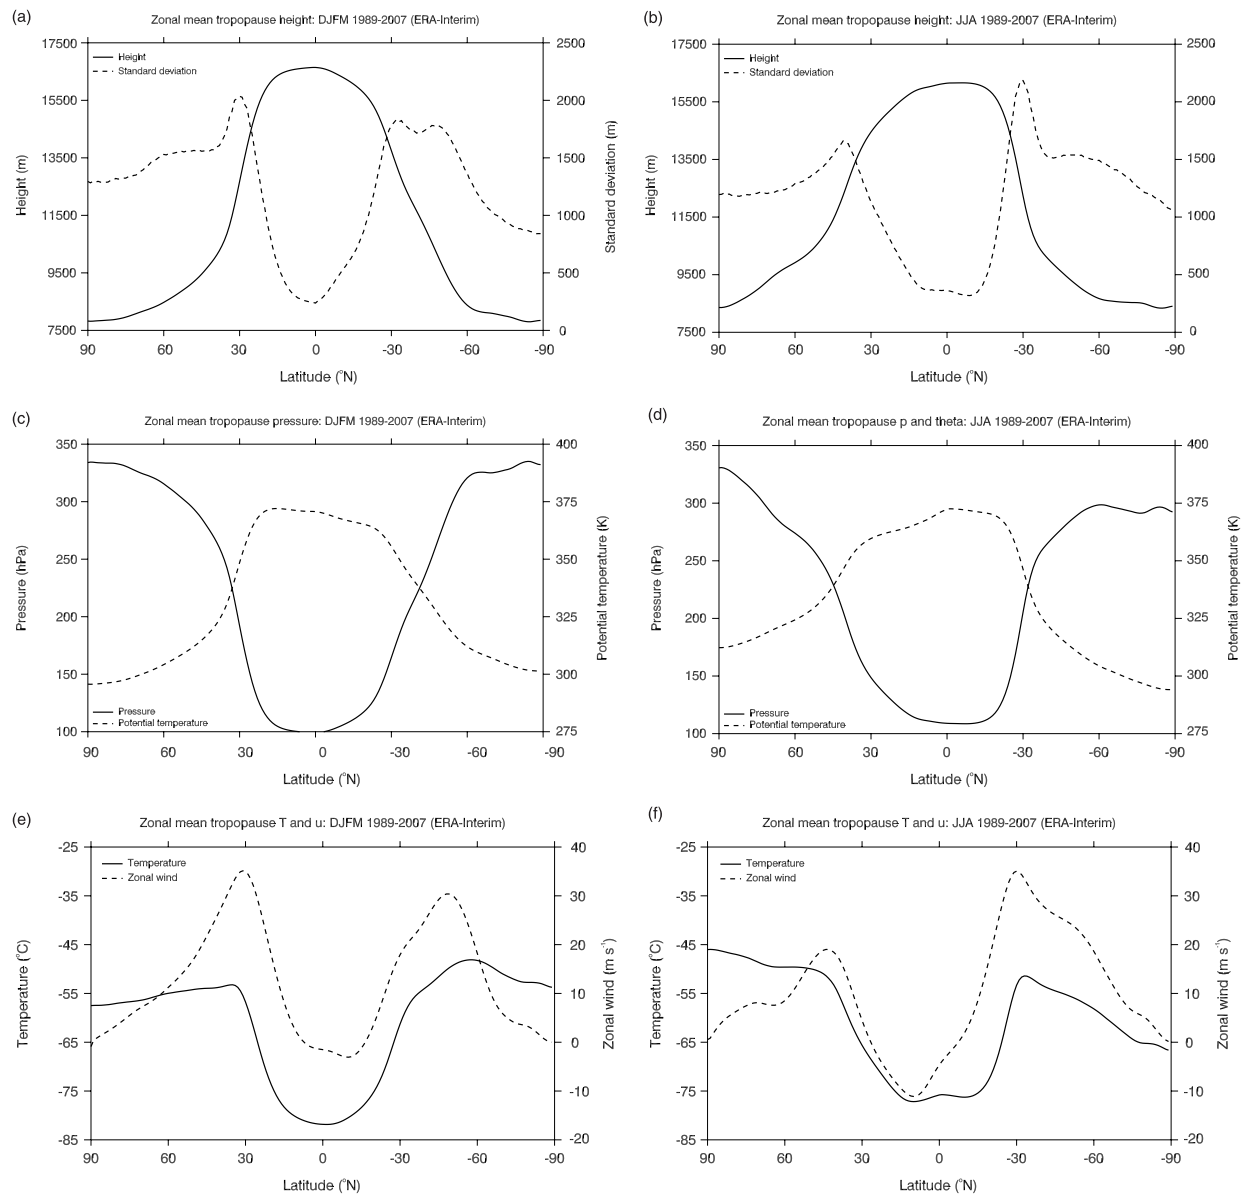 (a)
Zonal mean tropopause height: DJFM 1989-2007 (ERA-Interim)
17500
15500
13500
11500
9500
7500
Height (m)
Height
Standard deviation
2500
2000
1500
1000
500
0
Standard deviation (m)
90 60 30 0 -30 -60 -90
Latitude (°N)
(b)
Zonal mean tropopause height: JJA 1989-2007 (ERA-Interim)
17500
15500
13500
11500
9500
7500
Height (m)
Height
Standard deviation
2500
2000
1500
1000
500
0
90 60 30 0 -30 -60 -90
Latitude (°N)
(c)
Zonal mean tropopause pressure: DJFM 1989-2007 (ERA-Interim)
350
300
250
200
150
100
Pressure (hPa)
Pressure
Potential temperature
400
375
350
325
300
275
Potential temperature (K)
90 60 30 0 -30 -60 -90
Latitude (°N)
(d)
Zonal mean tropopause p and theta: JJA 1989-2007 (ERA-Interim)
350
300
250
200
150
100
Pressure (hPa)
Pressure
Potential temperature
400
375
350
325
300
275
Potential temperature (K)
90 60 30 0 -30 -60 -90
Latitude (°N)
(e)
Zonal mean tropopause T and u: DJFM 1989-2007 (ERA-Interim)
-25
-35
-45
-55
-65
-75
-85
Temperature (°C)
Temperature
Zonal wind
40
30
20
10
0
-10
-20
Zonal wind (m s⁻¹)
90 60 30 0 -30 -60 -90
Latitude (°N)
(f)
Zonal mean tropopause T and u: JJA 1989-2007 (ERA-Interim)
-25
-35
-45
-55
-65
-75
-85
Temperature (°C)
Temperature
Zonal wind
40
30
20
10
0
-10
-20
Zonal wind (m s⁻¹)
90 60 30 0 -30 -60 -90
Latitude (°N)